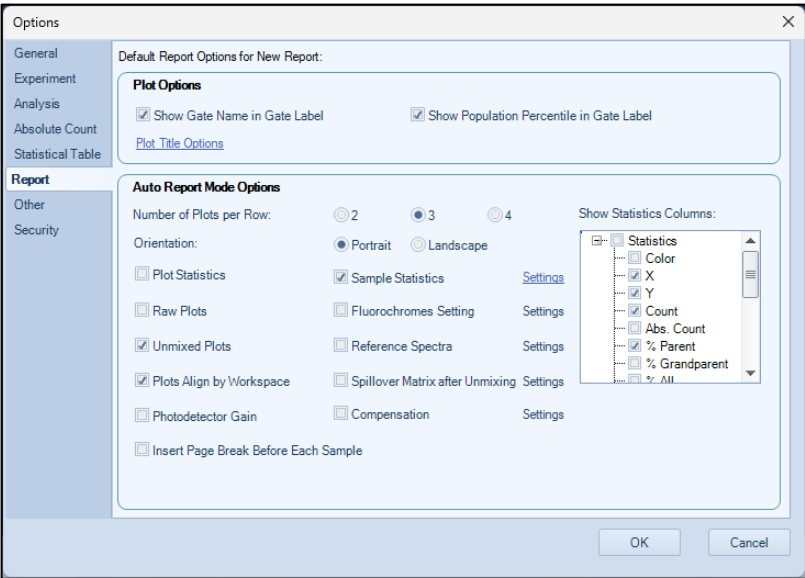 Options
General
Experiment
Analysis
Absolute Count
Statistical Table
Report
Other
Security
Default Report Options for New Report:
Plot Options
Show Gate Name in Gate Label
Show Population Percentile in Gate Label
Plot Title Options
Auto Report Mode Options
Number of Plots per Row: 2 3 4
Orientation: Portrait Landscape
Plot Statistics Sample Statistics Settings
Raw Plots Fluorochromes Setting Settings
Unmixed Plots Reference Spectra Settings
Plots Align by Workspace Spillover Matrix after Unmixing Settings
Photodetector Gain Compensation Settings
Insert Page Break Before Each Sample
Show Statistics Columns:
Statistics
Color
X
Y
Count
Abs. Count
% Parent
% Grandparent
% All
OK Cancel